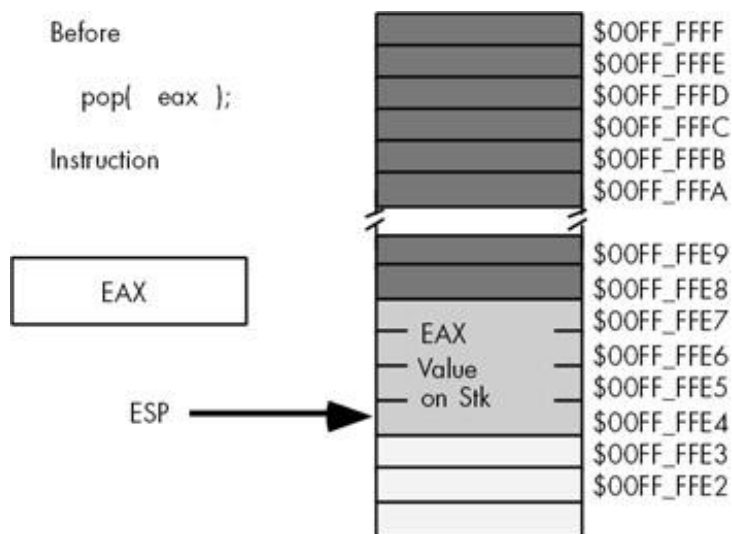 Before
pop( eax );
Instruction
EAX
ESP
$00FF_FFFF
$00FF_FFFE
$00FF_FFFD
$00FF_FFFC
$00FF_FFFB
$00FF_FFFA
$00FF_FFE9
$00FF_FFE8
$00FF_FFE7
$00FF_FFE6
$00FF_FFE5
$00FF_FFE4
$00FF_FFE3
$00FF_FFE2
EAX
Value
on Stk